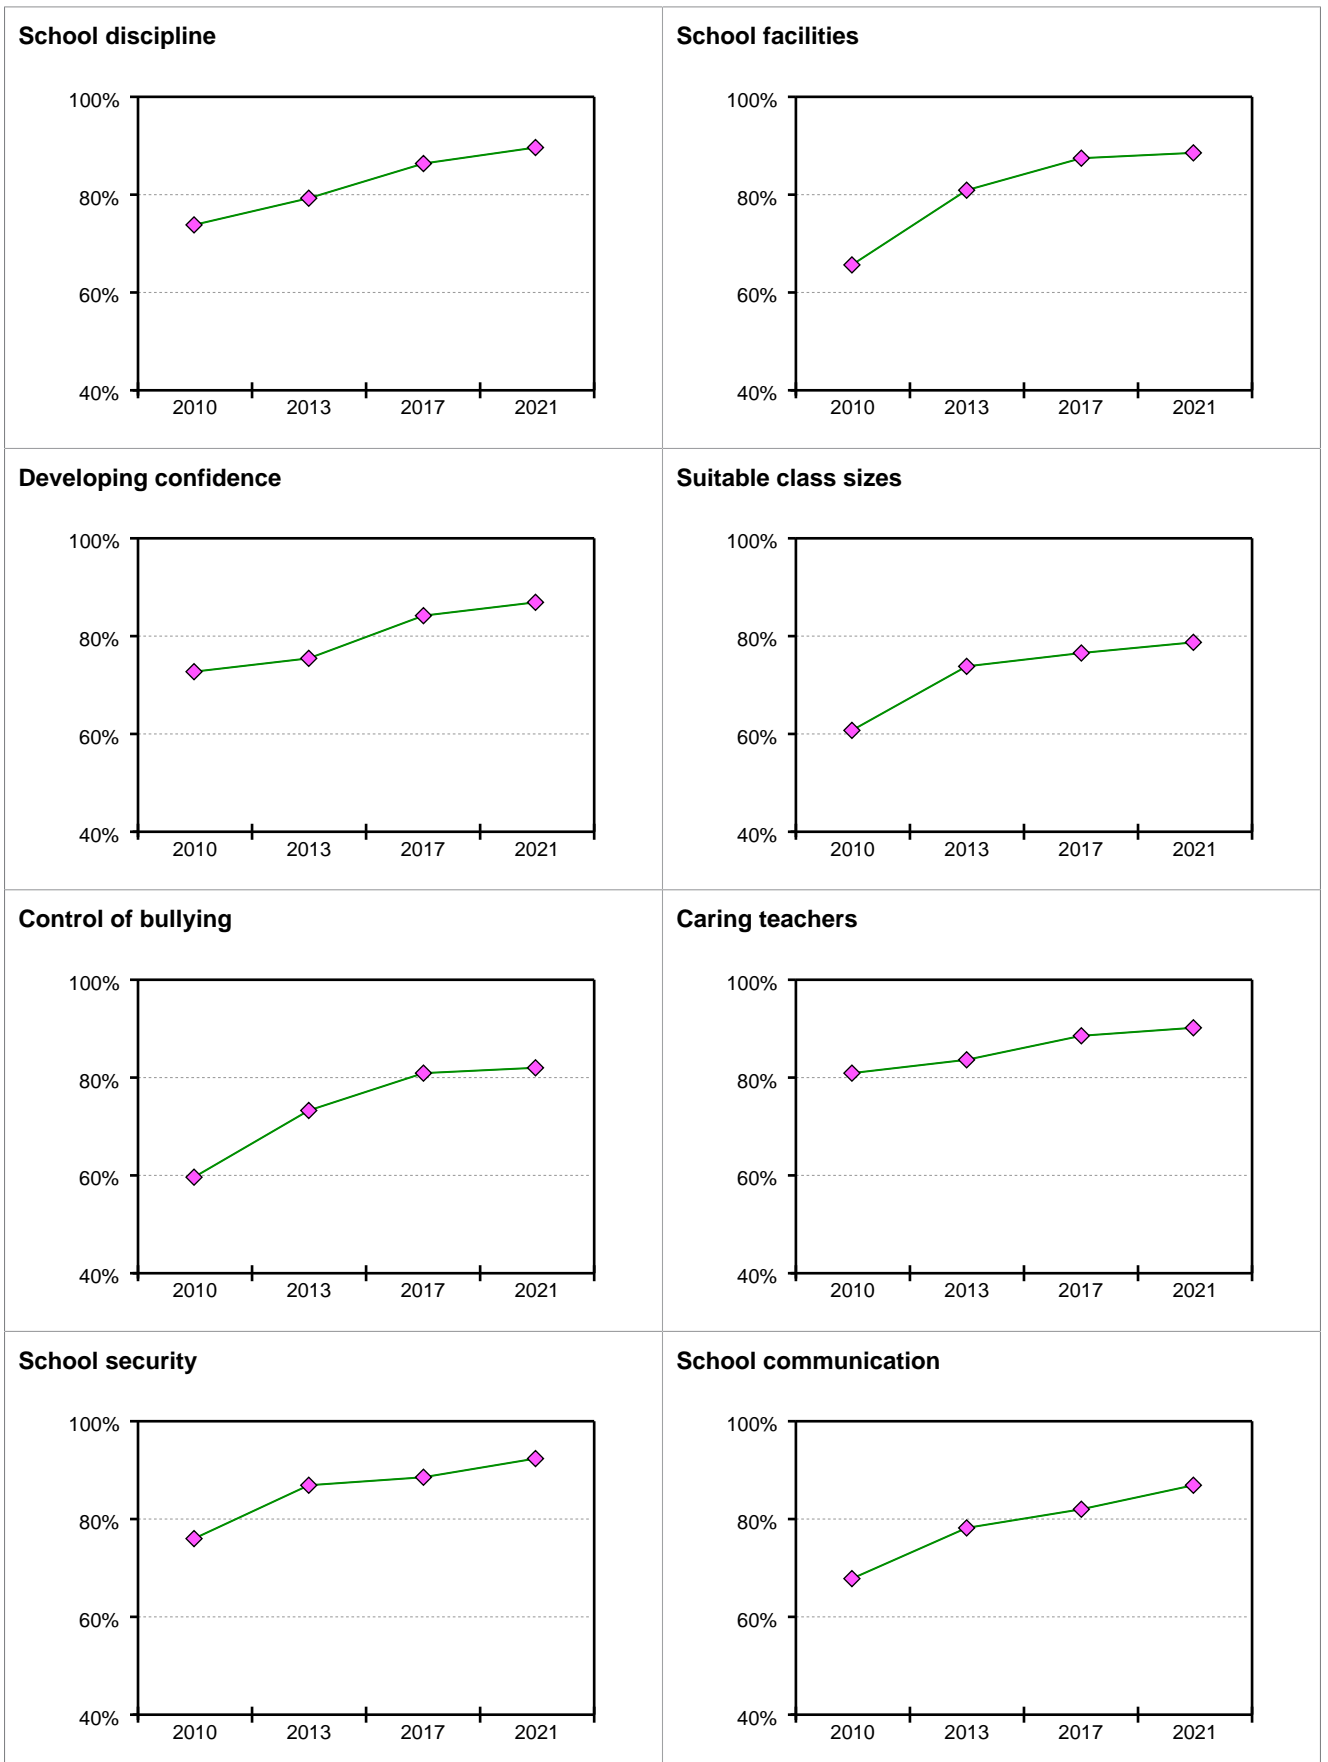 School discipline
100%
80%
60%
40%
2010 2013 2017 2021
School facilities
100%
80%
60%
40%
2010 2013 2017 2021
Developing confidence
100%
80%
60%
40%
2010 2013 2017 2021
Suitable class sizes
100%
80%
60%
40%
2010 2013 2017 2021
Control of bullying
100%
80%
60%
40%
2010 2013 2017 2021
Caring teachers
100%
80%
60%
40%
2010 2013 2017 2021
School security
100%
80%
60%
40%
2010 2013 2017 2021
School communication
100%
80%
60%
40%
2010 2013 2017 2021